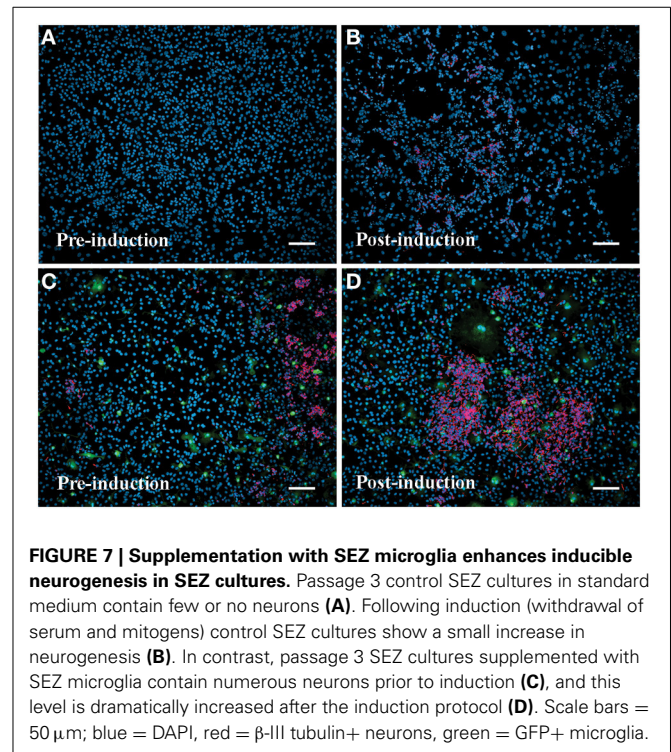 A
B
Pre-induction
Post-induction
C
D
Pre-induction
Post-induction
FIGURE 7 | Supplementation with SEZ microglia enhances inducible
neurogenesis in SEZ cultures. Passage 3 control SEZ cultures in standard
medium contain few or no neurons (A). Following induction (withdrawal of
serum and mitogens) control SEZ cultures show a small increase in
neurogenesis (B). In contrast, passage 3 SEZ cultures supplemented with
SEZ microglia contain numerous neurons prior to induction (C), and this
level is dramatically increased after the induction protocol (D). Scale bars =
50 μm; blue = DAPI, red = β-III tubulin+ neurons, green = GFP+ microglia.